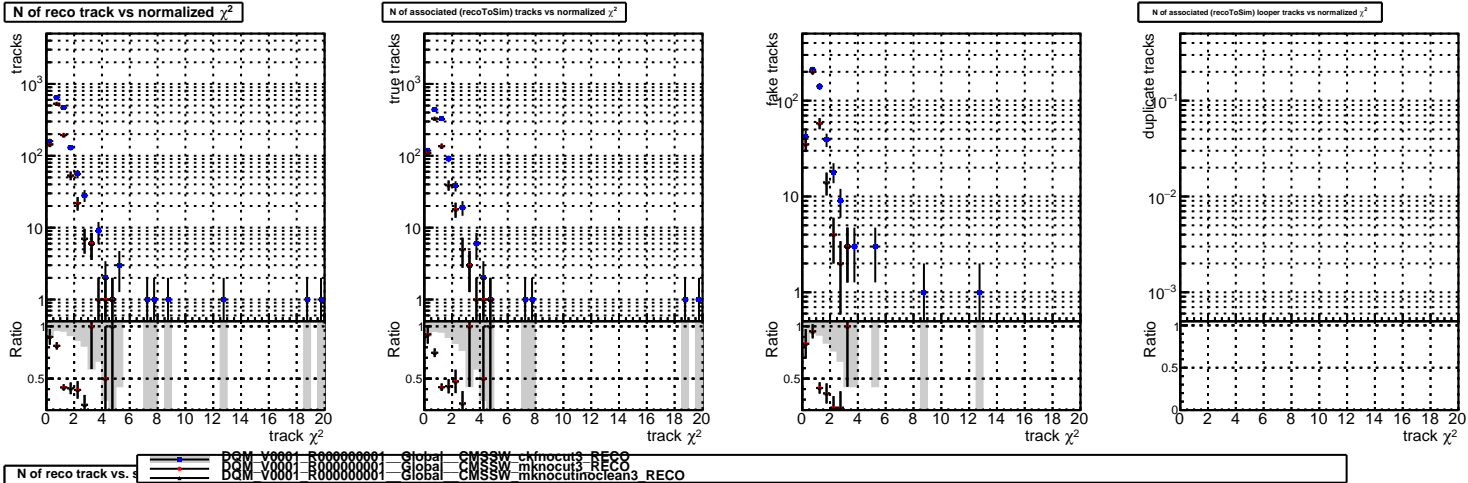 N of reco track vs normalized χ²
N of associated (recoToSim) tracks vs normalized χ²
N of associated (recoToSim) looper tracks vs normalized χ²
tracks
10³
10²
10
1
Ratio
1
0.5
0 2 4 6 8 10 12 14 16 18 20
track χ²
true tracks
10³
10²
10
1
Ratio
1
0.5
0 2 4 6 8 10 12 14 16 18 20
track χ²
fake tracks
10²
10
1
Ratio
1
0.5
0 2 4 6 8 10 12 14 16 18 20
track χ²
duplicate tracks
10⁻¹
10⁻²
10⁻³
Ratio
1
0.5
0
0 2 4 6 8 10 12 14 16 18 20
track χ²
N of reco track vs. s
DQM_V0001_R000000001__Global__CMSSW_ckfnocut3_RECO
DQM_V0001_R000000001__Global__CMSSW_mknocut3_RECO
DQM_V0001_R000000001__Global__CMSSW_mknocutinoclean3_RECO